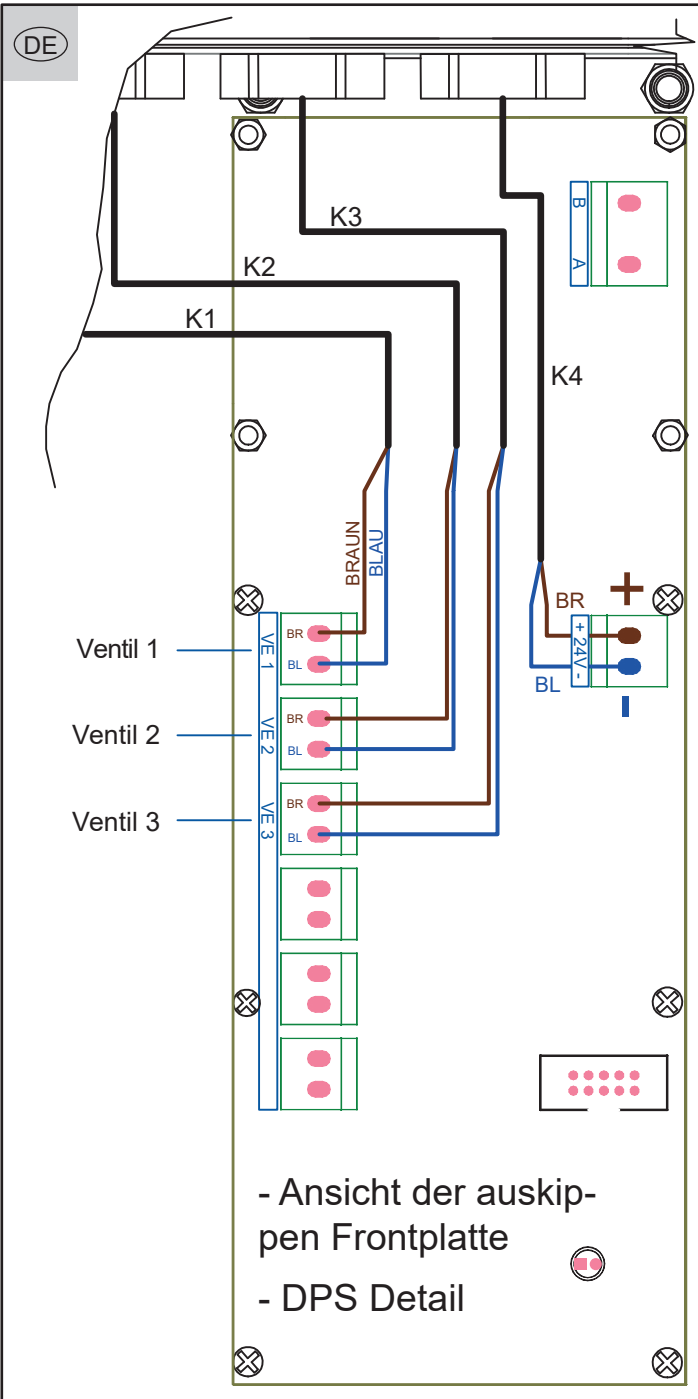 DE
B
A
K3
K2
K1
K4
BRAUN
BLAU
BR
+
BL
-
+ 24V -
Ventil 1
VE 1
BR
BL
Ventil 2
VE 2
BR
BL
Ventil 3
VE 3
BR
BL
- Ansicht der auskip-
pen Frontplatte
- DPS Detail